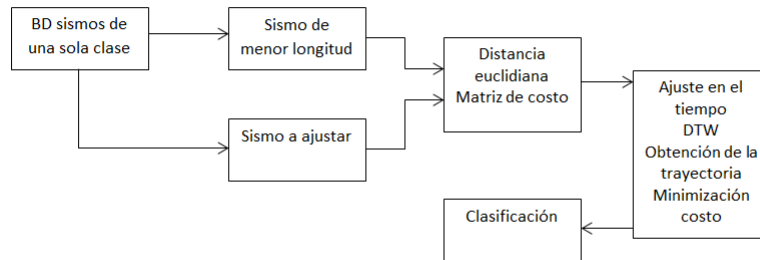 BD sismos de
una sola clase
Sismo de
menor longitud
Sismo a ajustar
Distancia
euclidiana
Matriz de costo
Ajuste en el
tiempo
DTW
Obtención de la
trayectoria
Minimización
costo
Clasificación